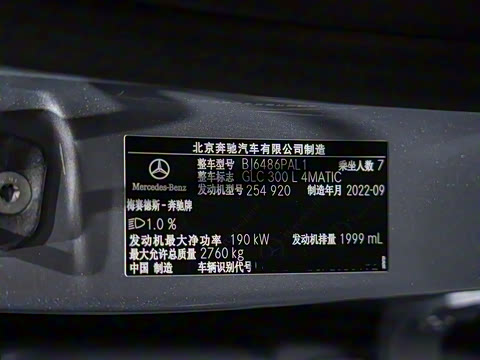 北京奔驰汽车有限公司制造
整车型号 BJ6486PAL1 乘坐人数 7
整车标志 GLC 300 L 4MATIC
Mercedes-Benz 发动机型号 254 920 制造年月 2022-09
梅赛德斯-奔驰牌
1.0 %
发动机最大净功率 190 kW 发动机排量 1999 mL
最大允许总质量 2760 kg
中国 制造 车辆识别代号